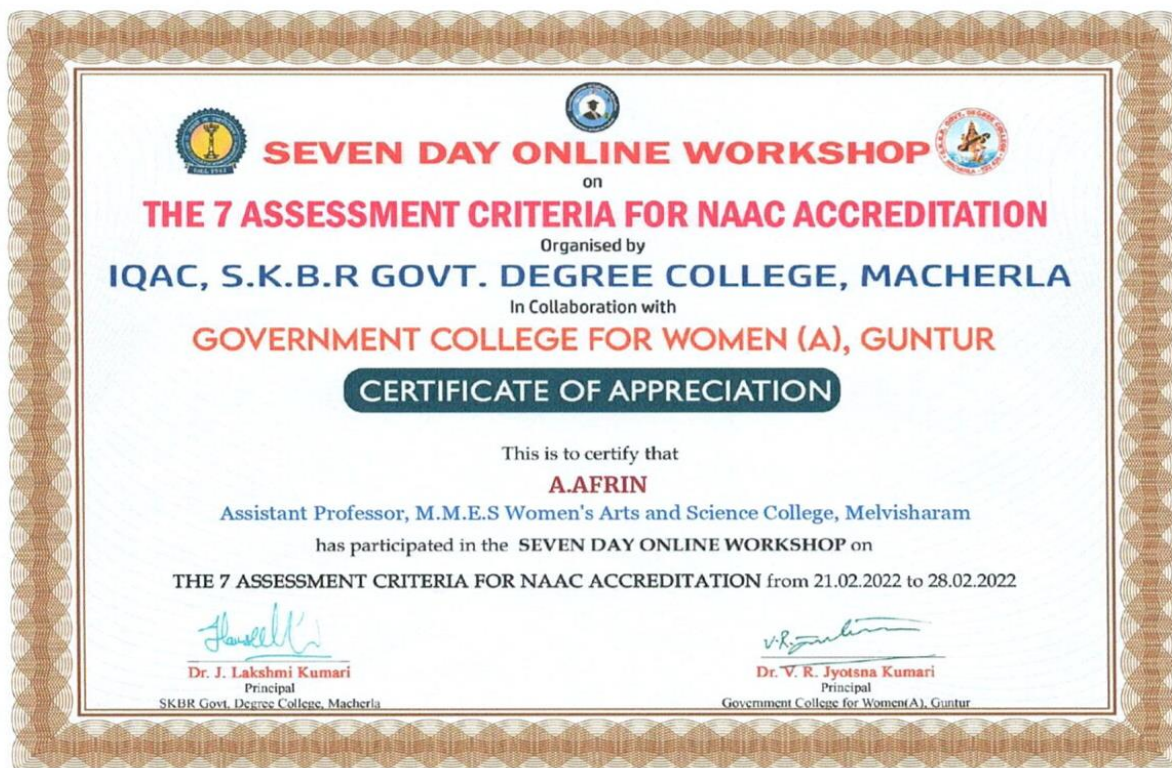 SEVEN DAY ONLINE WORKSHOP
on
THE 7 ASSESSMENT CRITERIA FOR NAAC ACCREDITATION
Organised by
IQAC, S.K.B.R GOVT. DEGREE COLLEGE, MACHERLA
In Collaboration with
GOVERNMENT COLLEGE FOR WOMEN (A), GUNTUR
CERTIFICATE OF APPRECIATION
This is to certify that
A.AFRIN
Assistant Professor, M.M.E.S Women's Arts and Science College, Melvisharam
has participated in the SEVEN DAY ONLINE WORKSHOP on
THE 7 ASSESSMENT CRITERIA FOR NAAC ACCREDITATION from 21.02.2022 to 28.02.2022
Dr. J. Lakshmi Kumari
Principal
SKBR Govt. Degree College, Macherla
Dr. V. R. Jyotsna Kumari
Principal
Government College for Women(A), Guntur